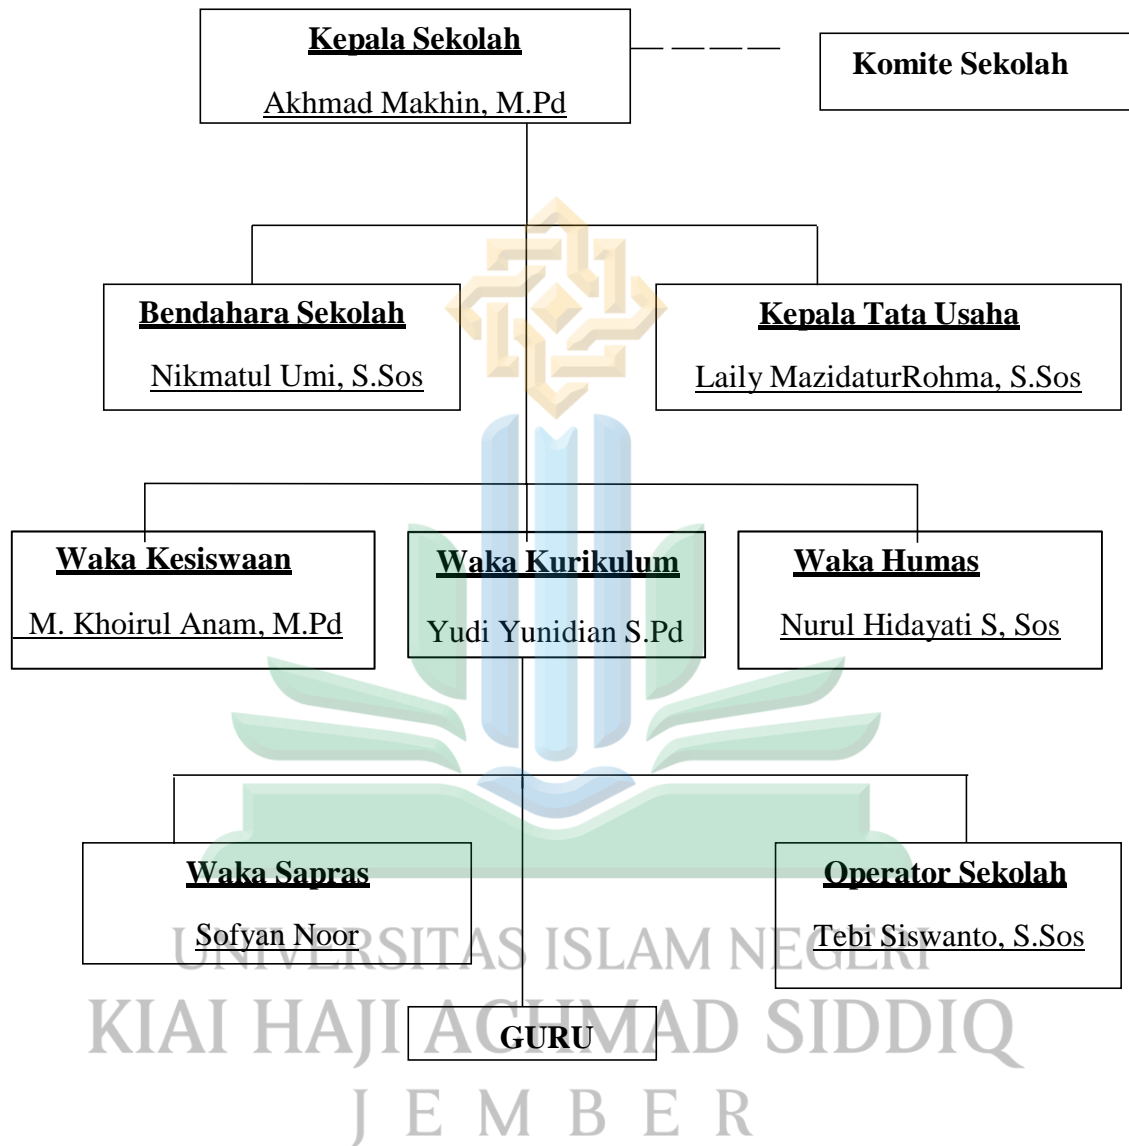 Kepala Sekolah
Akhmad Makhin, M.Pd
Komite Sekolah
Bendahara Sekolah
Nikmatul Umi, S.Sos
Kepala Tata Usaha
Laily MazidaturRohma, S.Sos
Waka Kesiswaan
M. Khoirul Anam, M.Pd
Waka Kurikulum
Yudi Yunidian S.Pd
Waka Humas
Nurul Hidayati S, Sos
Waka Sapras
Sofyan Noor
Operator Sekolah
Tebi Siswanto, S.Sos
UNIVERSITAS ISLAM NEGERI
KIAI HAJI ACHMAD SIDDIQ
GURU
JEMBER